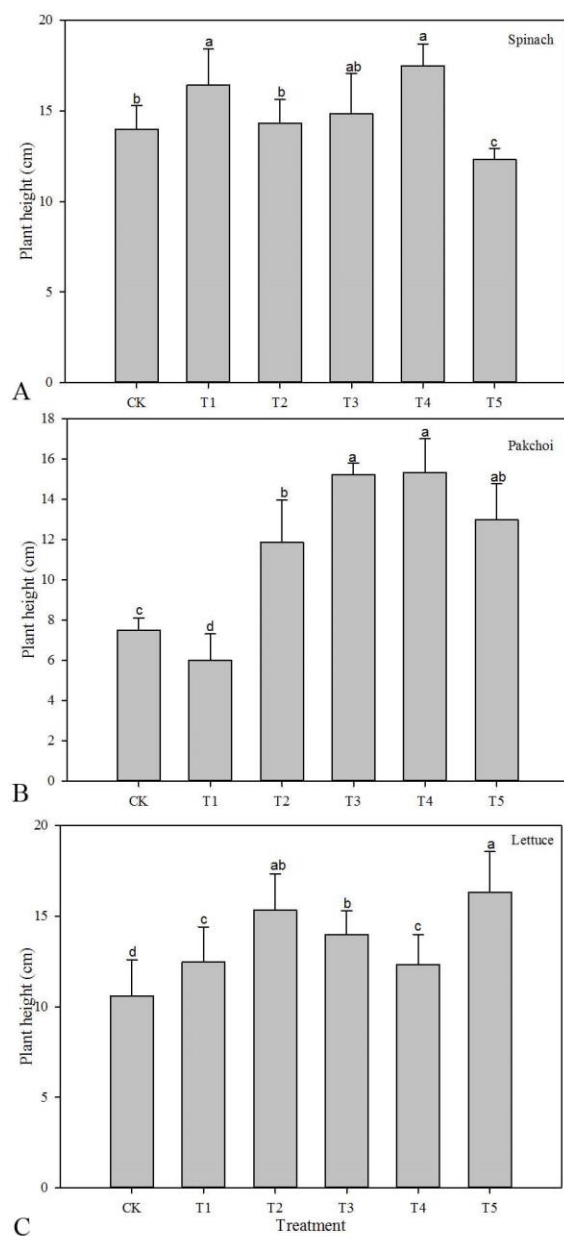 20
Spinach
a
a
ab
b
b
15
c
Plant height (cm)
10
5
0
A
CK T1 T2 T3 T4 T5
18
Pakchoi
a
a
16
ab
14
b
12
Plant height (cm)
10
8
c
d
6
4
2
0
B
CK T1 T2 T3 T4 T5
20
Lettuce
a
ab
b
c
c
15
d
Plant height (cm)
10
5
0
CK T1 T2 T3 T4 T5
C
Treatment